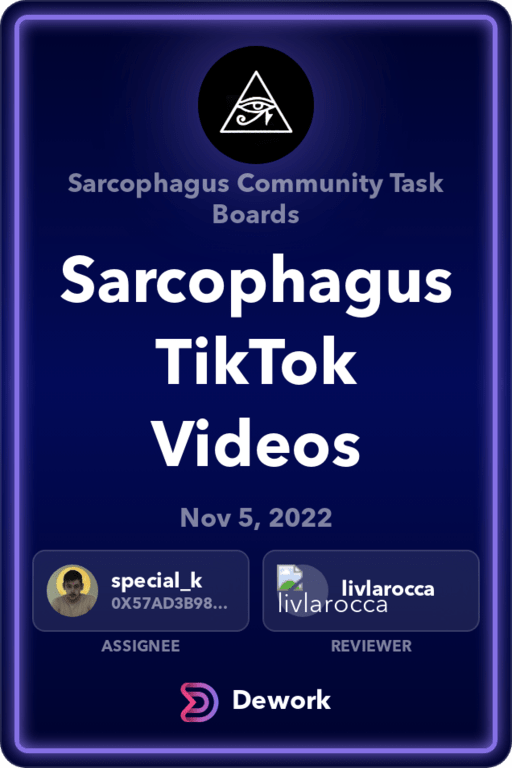 Sarcophagus Community Task
Boards
Sarcophagus
TikTok
Videos
Nov 5, 2022
special_k
0X57AD3B98...
ASSIGNEE
livlarocca
livlarocca
REVIEWER
Dework